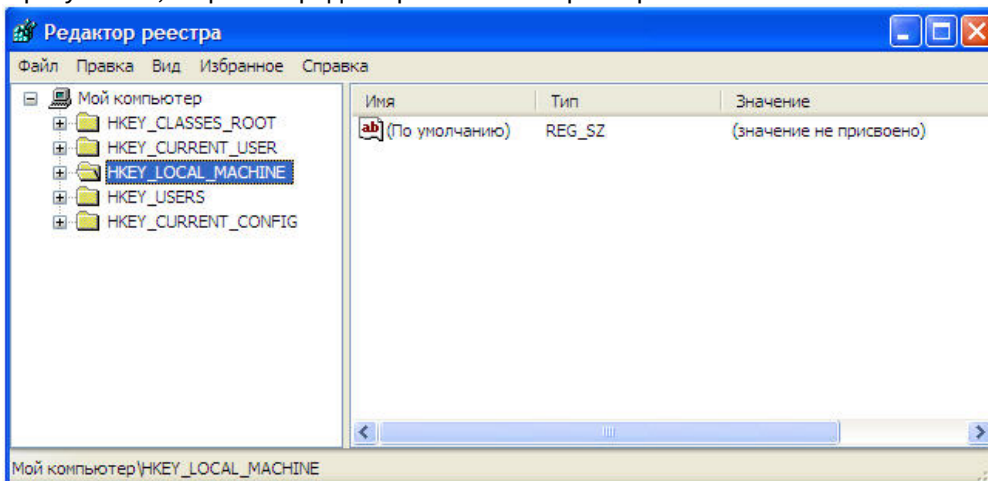 Редактор реестра
Файл Правка Вид Избранное Справка
Мой компьютер
HKEY_CLASSES_ROOT
HKEY_CURRENT_USER
HKEY_LOCAL_MACHINE
HKEY_USERS
HKEY_CURRENT_CONFIG
Имя Тип Значение
ab (По умолчанию) REG_SZ (значение не присвоено)
Мой компьютер\HKEY_LOCAL_MACHINE